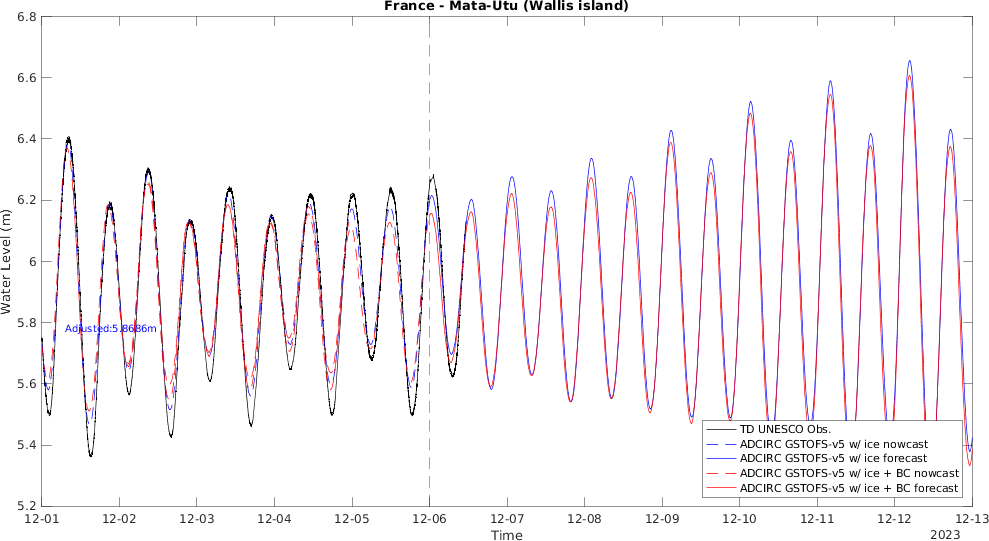 France - Mata-Utu (Wallis island)
6.8
6.6
6.4
6.2
6
5.8
5.6
5.4
5.2
Water Level (m)
Adjusted:5.8686m
TD UNESCO Obs.
ADCIRC GSTOFS-v5 w/ ice nowcast
ADCIRC GSTOFS-v5 w/ ice forecast
ADCIRC GSTOFS-v5 w/ ice + BC nowcast
ADCIRC GSTOFS-v5 w/ ice + BC forecast
12-01 12-02 12-03 12-04 12-05 12-06 12-07 12-08 12-09 12-10 12-11 12-12 12-13
Time
2023